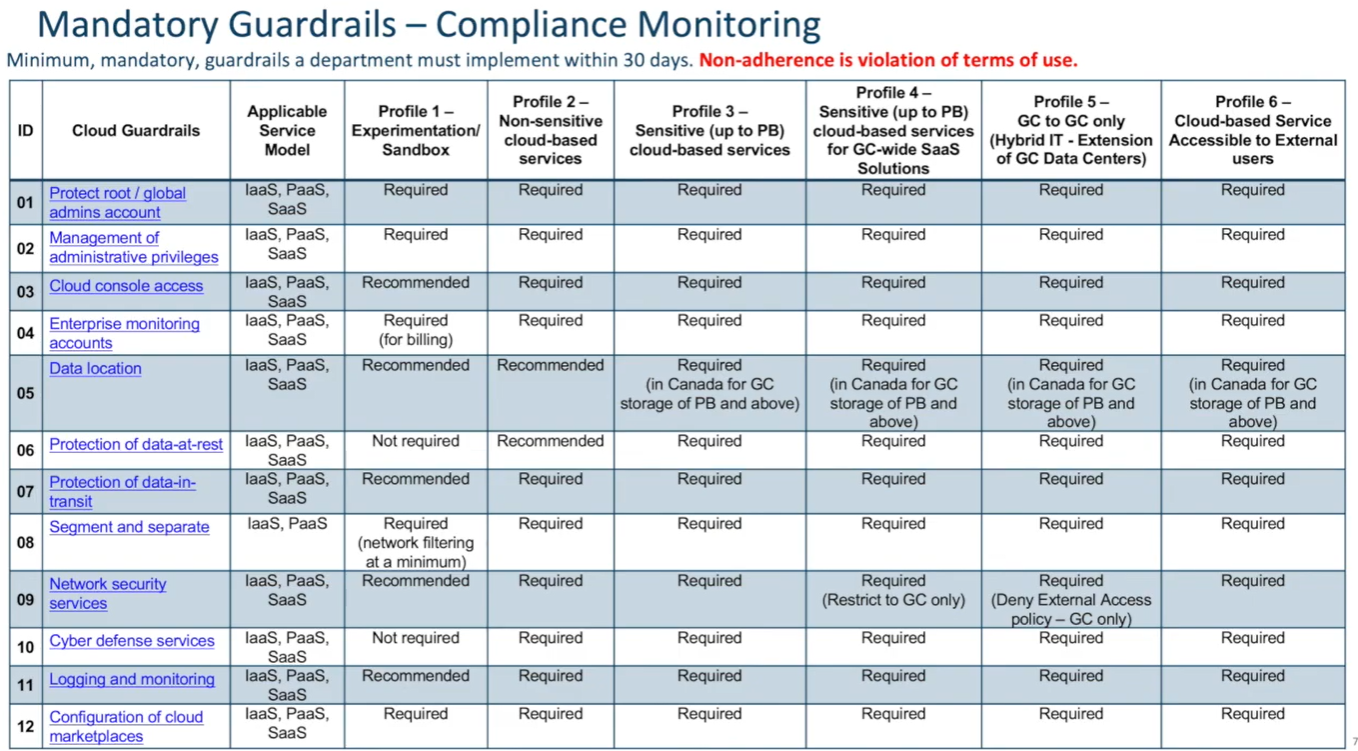 Mandatory Guardrails – Compliance Monitoring
Minimum, mandatory, guardrails a department must implement within 30 days. Non-adherence is violation of terms of use.
ID
Cloud Guardrails
Applicable
Service
Model
Profile 1 –
Experimentation/
Sandbox
Profile 2 –
Non-sensitive
cloud-based
services
Profile 3 –
Sensitive (up to PB)
cloud-based services
Profile 4 –
Sensitive (up to PB)
cloud-based services
for GC-wide SaaS
Solutions
Profile 5 –
GC to GC only
(Hybrid IT - Extension
of GC Data Centers)
Profile 6 –
Cloud-based Service
Accessible to External
users
01
Protect root / global
admins account
IaaS, PaaS,
SaaS
Required
Required
Required
Required
Required
Required
02
Management of
administrative privileges
IaaS, PaaS,
SaaS
Required
Required
Required
Required
Required
Required
03
Cloud console access
IaaS, PaaS,
SaaS
Recommended
Required
Required
Required
Required
Required
04
Enterprise monitoring
accounts
IaaS, PaaS,
SaaS
Required
(for billing)
Required
Required
Required
Required
Required
05
Data location
IaaS, PaaS,
SaaS
Recommended
Recommended
Required
(in Canada for GC
storage of PB and above)
Required
(in Canada for GC
storage of PB and
above)
Required
(in Canada for GC
storage of PB and
above)
Required
(in Canada for GC
storage of PB and
above)
06
Protection of data-at-rest
IaaS, PaaS,
SaaS
Not required
Recommended
Required
Required
Required
Required
07
Protection of data-in-
transit
IaaS, PaaS,
SaaS
Recommended
Required
Required
Required
Required
Required
08
Segment and separate
IaaS, PaaS
Required
(network filtering
at a minimum)
Required
Required
Required
Required
Required
09
Network security
services
IaaS, PaaS,
SaaS
Recommended
Required
Required
Required
(Restrict to GC only)
Required
(Deny External Access
policy – GC only)
Required
10
Cyber defense services
IaaS, PaaS,
SaaS
Not required
Required
Required
Required
Required
Required
11
Logging and monitoring
IaaS, PaaS,
SaaS
Recommended
Required
Required
Required
Required
Required
12
Configuration of cloud
marketplaces
IaaS, PaaS,
SaaS
Required
Required
Required
Required
Required
Required
7